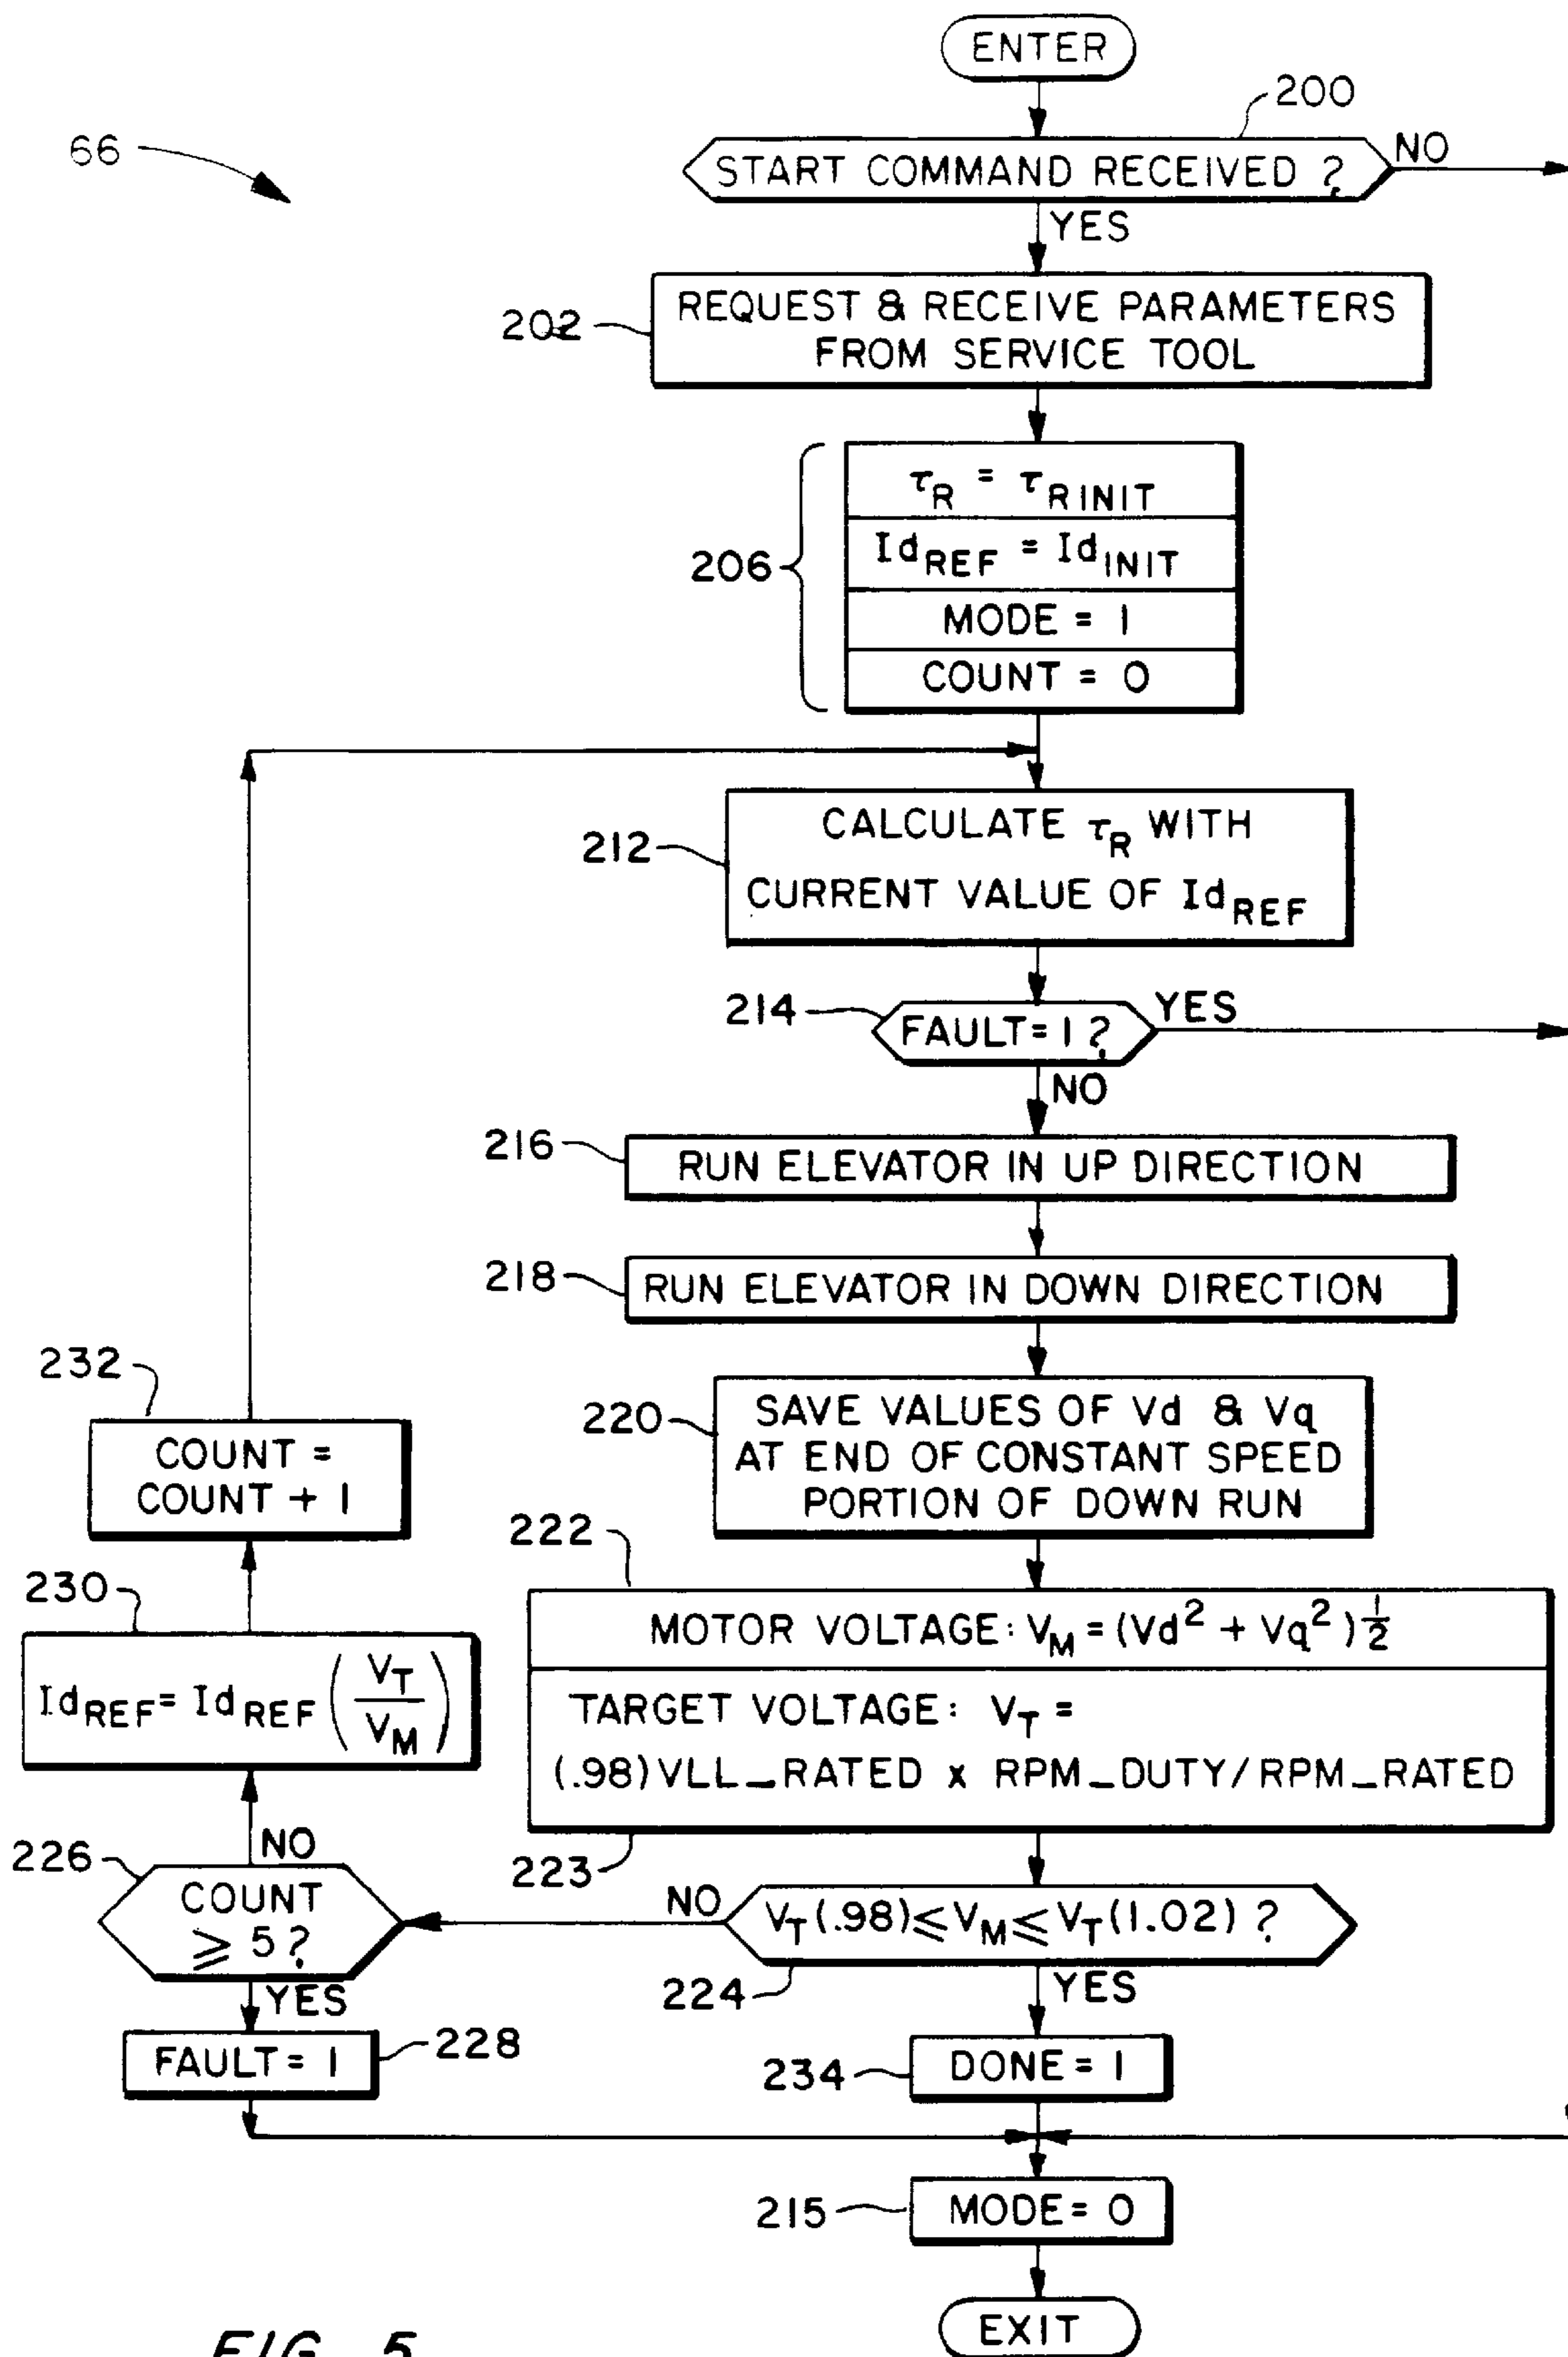 ENTER
200
66
START COMMAND RECEIVED ?
NO
YES
202
REQUEST & RECEIVE PARAMETERS
FROM SERVICE TOOL
206
τR = τR INIT
IdREF = IdINIT
MODE = 1
COUNT = 0
212
CALCULATE τR WITH
CURRENT VALUE OF IdREF
214
FAULT = 1 ?
YES
NO
216
RUN ELEVATOR IN UP DIRECTION
218
RUN ELEVATOR IN DOWN DIRECTION
220
SAVE VALUES OF Vd & Vq
AT END OF CONSTANT SPEED
PORTION OF DOWN RUN
222
MOTOR VOLTAGE: VM = (Vd² + Vq²)^1/2
TARGET VOLTAGE: VT =
(.98)VLL_RATED x RPM_DUTY/RPM_RATED
223
VT(.98) ≤ VM ≤ VT(1.02) ?
224
NO
YES
226
COUNT
≥ 5 ?
NO
YES
228
FAULT = 1
230
IdREF = IdREF (VT/VM)
232
COUNT =
COUNT + 1
234
DONE = 1
215
MODE = 0
EXIT
FIG. 5